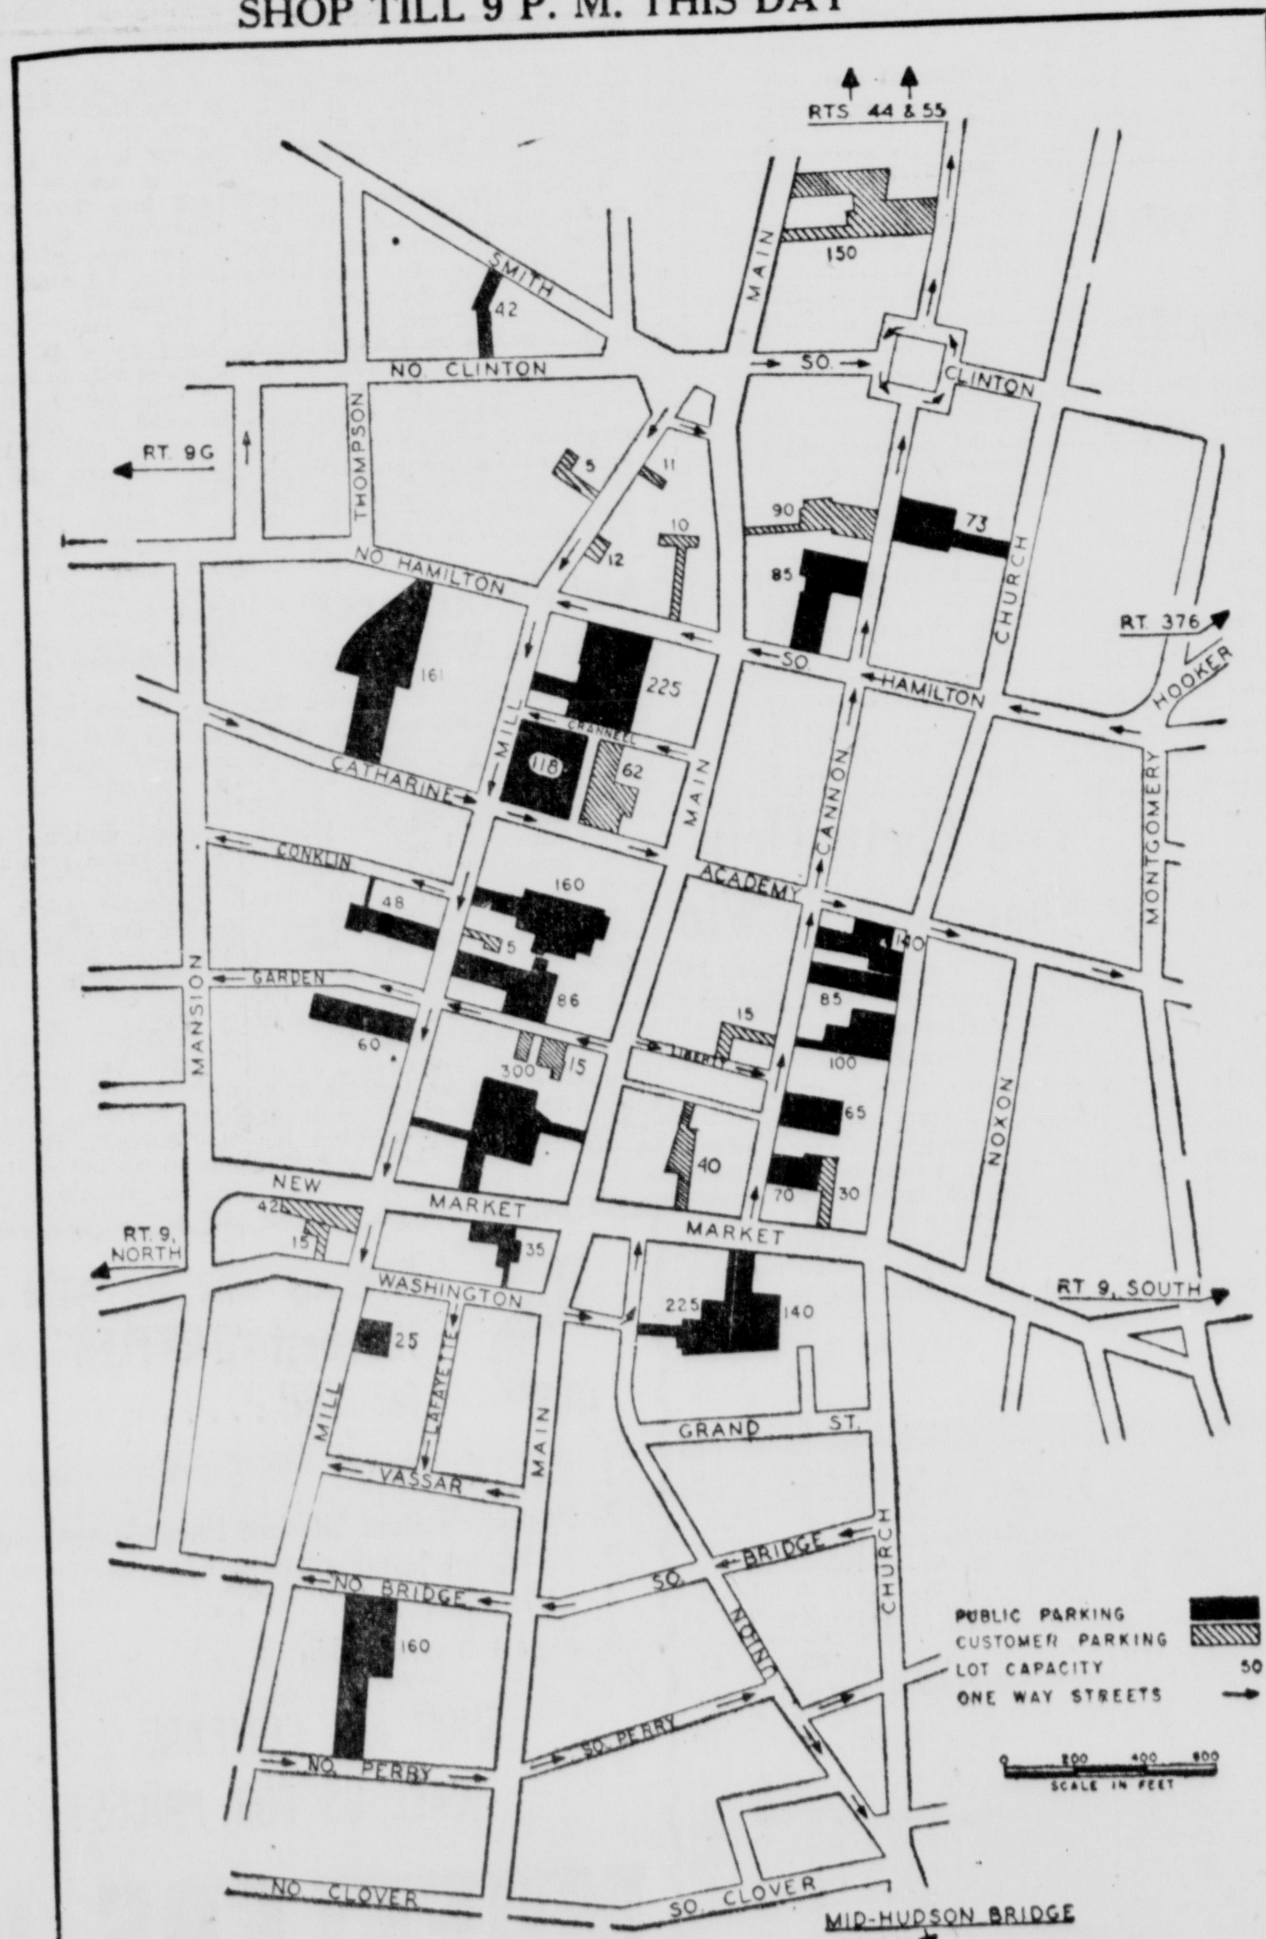 SHOP TILL 9 P. M. THIS DAY
RTS 44 & 55
MAIN
150
SMITH
42
NO. CLINTON
SO.
CLINTON
RT. 9G
THOMPSON
5
11
10
12
90
73
85
CHURCH
NO HAMILTON
RT. 376
HOOKER
161
225
SO
HAMILTON
MILL
CRANNELL
118
62
MAIN
CANNON
CATHARINE
MONTGOMERY
CONKLIN
ACADEMY
48
160
5
140
MANSION
GARDEN
86
85
60
300
15
15
LIBERTY
100
65
NOXON
40
70
30
NEW
MARKET
MARKET
42
15
35
RT. 9,
NORTH
WASHINGTON
RT 9, SOUTH
225
140
25
LAFAYETTE
MILL
MAIN
GRAND ST.
VASSAR
CHURCH
BRIDGE
SO.
NO BRIDGE
160
UNION
PUBLIC PARKING
CUSTOMER PARKING
LOT CAPACITY 50
ONE WAY STREETS
SO. PERRY
NO. PERRY
0 200 400 600
SCALE IN FEET
NO. CLOVER
SO. CLOVER
MID-HUDSON BRIDGE